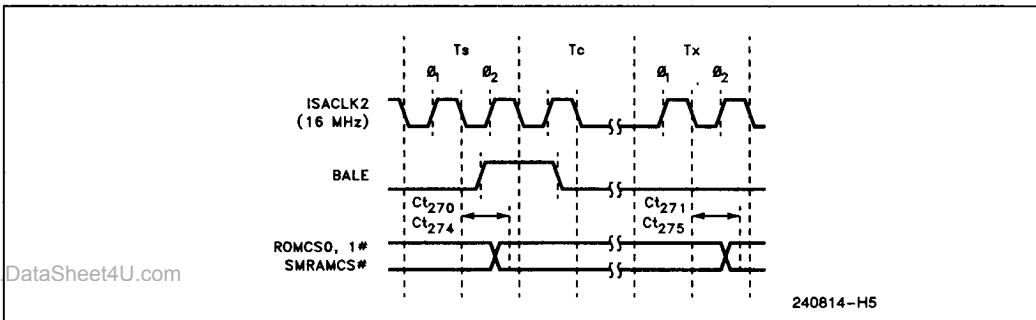 Ts Tc Tx
Ø1 Ø2 Ø1 Ø2
ISACLK2
(16 MHz)
BALE
Ct270
Ct274
Ct271
Ct275
ROMCS0, 1#
SMRAMCS#
.DataSheet4U.com
240814-H5